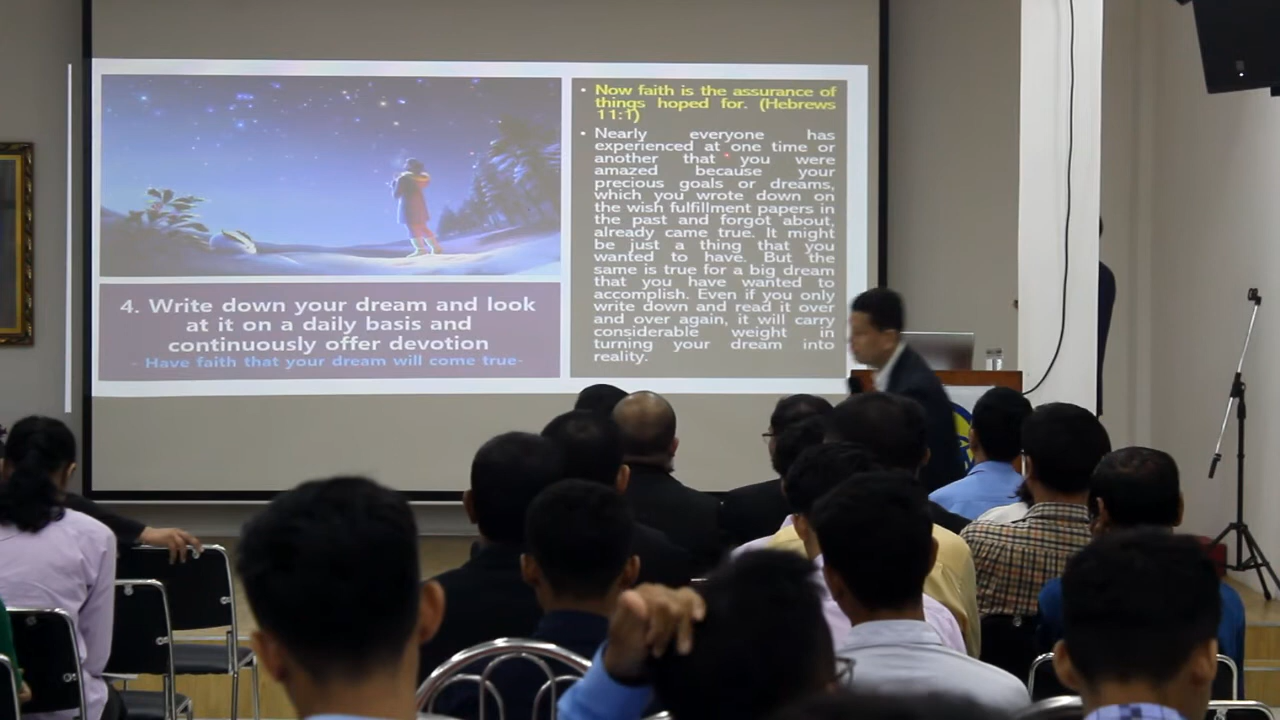 4. Write down your dream and look
at it on a daily basis and
continuously offer devotion
- Have faith that your dream will come true-
• Now faith is the assurance of
things hoped for. (Hebrews
11:1)
• Nearly everyone has
experienced at one time or
another that you were
amazed because your
precious goals or dreams,
which you wrote down on
the wish fulfillment papers in
the past and forgot about,
already came true. It might
be just a thing that you
wanted to have. But the
same is true for a big dream
that you have wanted to
accomplish. Even if you only
write down and read it over
and over again, it will carry
considerable weight in
turning your dream into
reality.